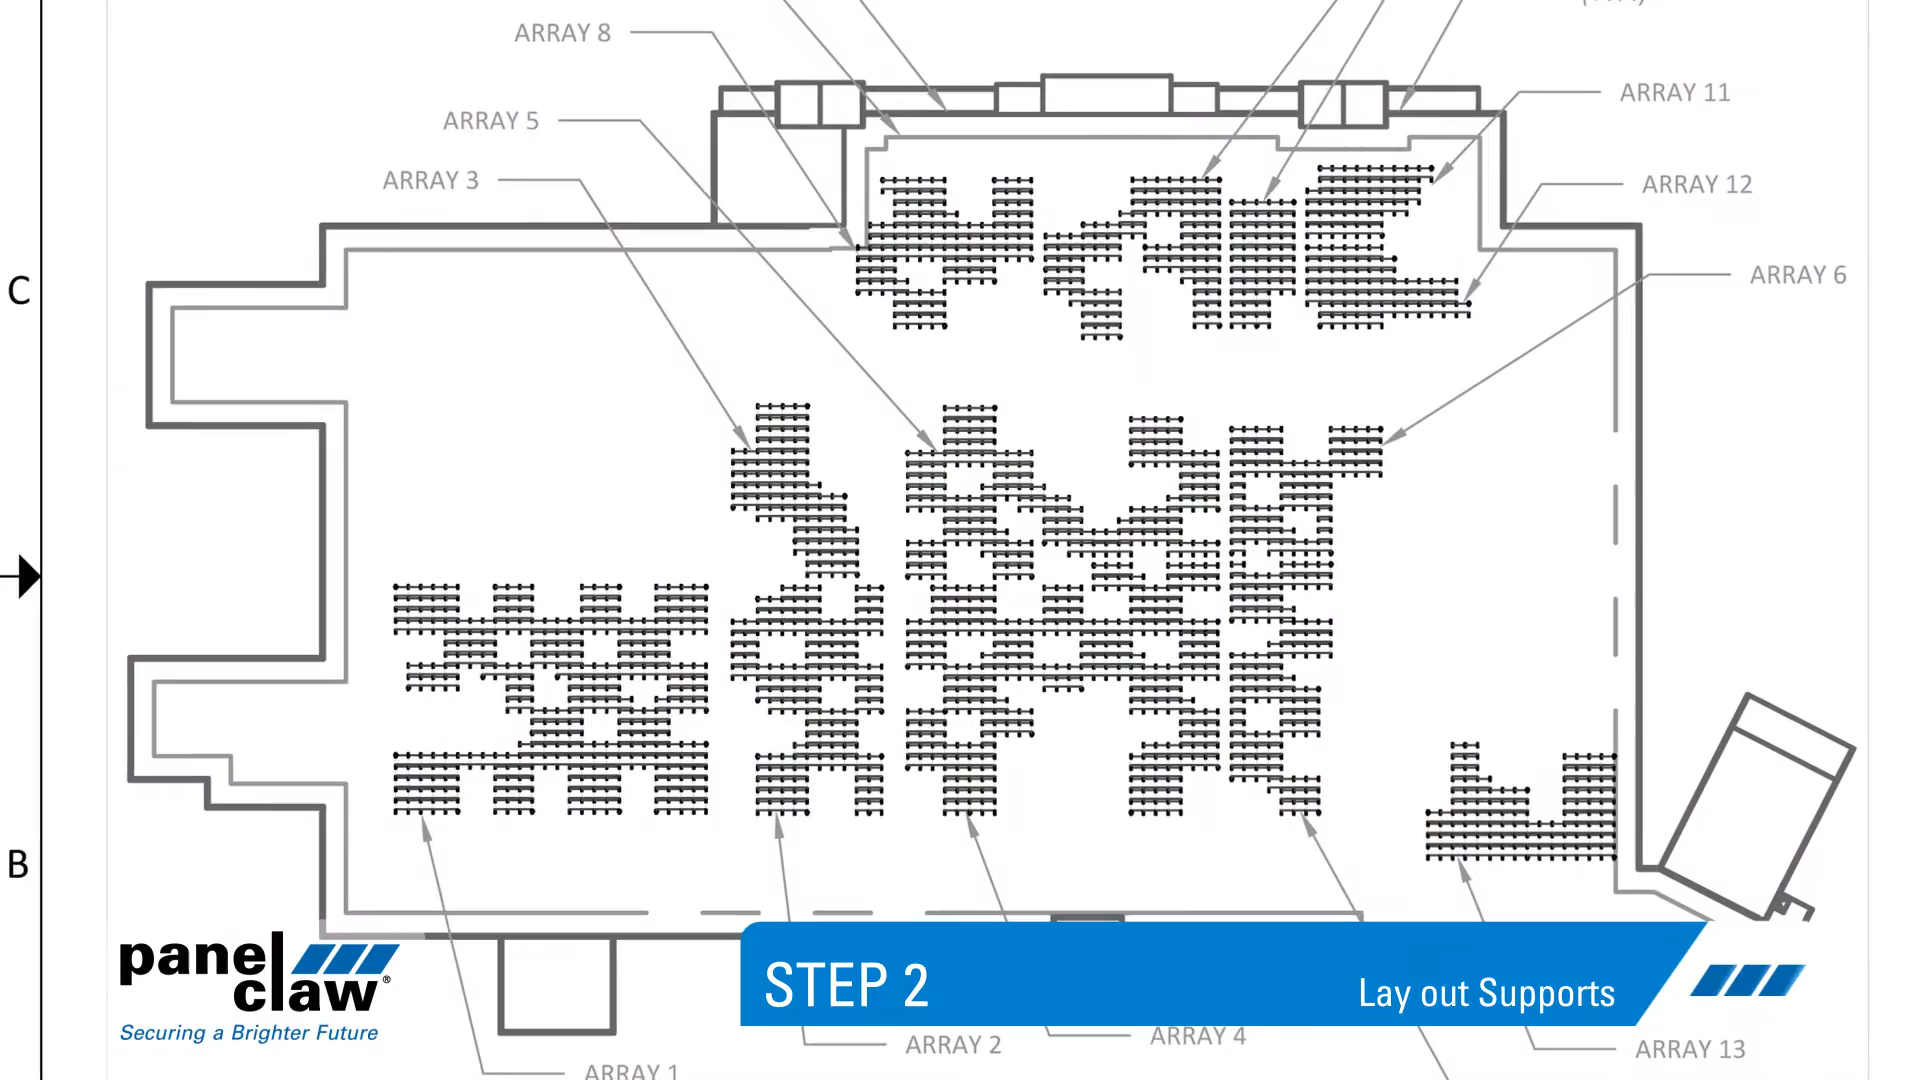 ARRAY 8
ARRAY 11
ARRAY 5
ARRAY 3
ARRAY 12
ARRAY 6
C
B
panel claw®
Securing a Brighter Future
STEP 2
Lay out Supports
ARRAY 2
ARRAY 4
ARRAY 13
ARRAY 1